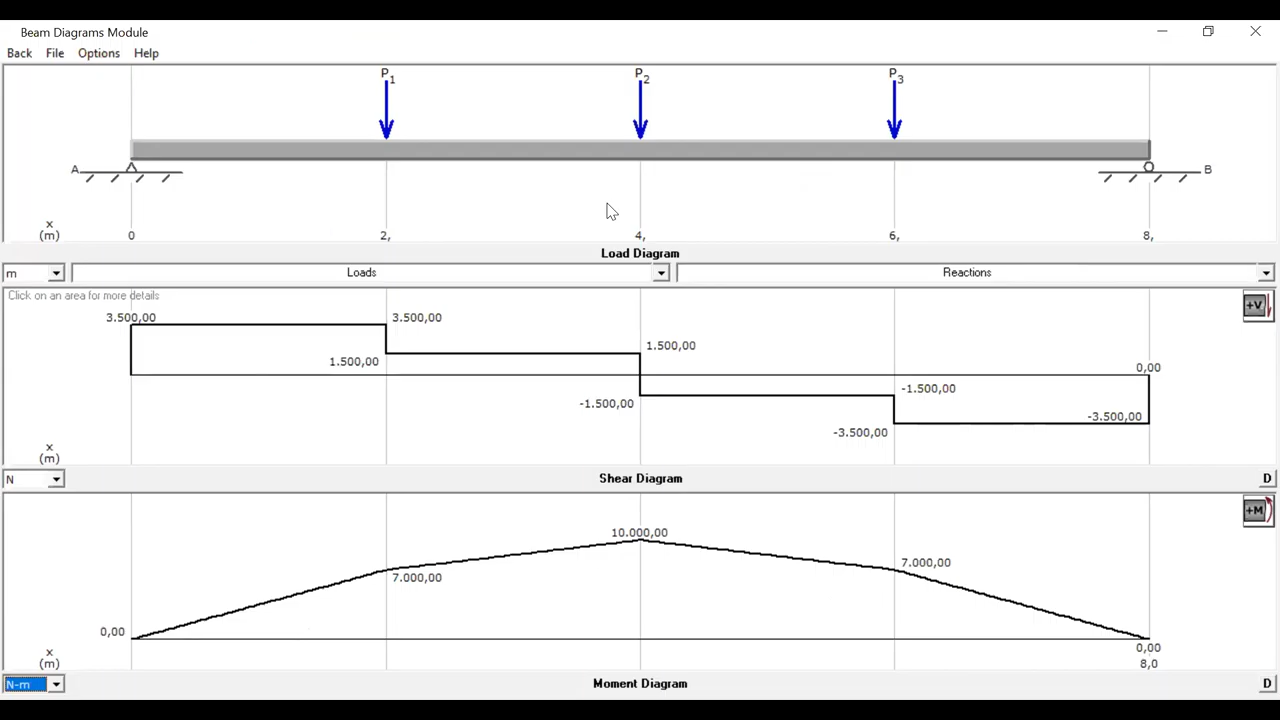 Beam Diagrams Module
Back File Options Help
P1 P2 P3
A B
x
(m) 0 2, 4, 6, 8,
Load Diagram
m Loads Reactions
Click on an area for more details
+V
3.500,00 3.500,00
1.500,00 1.500,00
0,00
-1.500,00 -1.500,00
-3.500,00 -3.500,00
x
(m)
N Shear Diagram D
+M
10.000,00
7.000,00 7.000,00
0,00 0,00
x
(m) 8,0
N-m Moment Diagram D